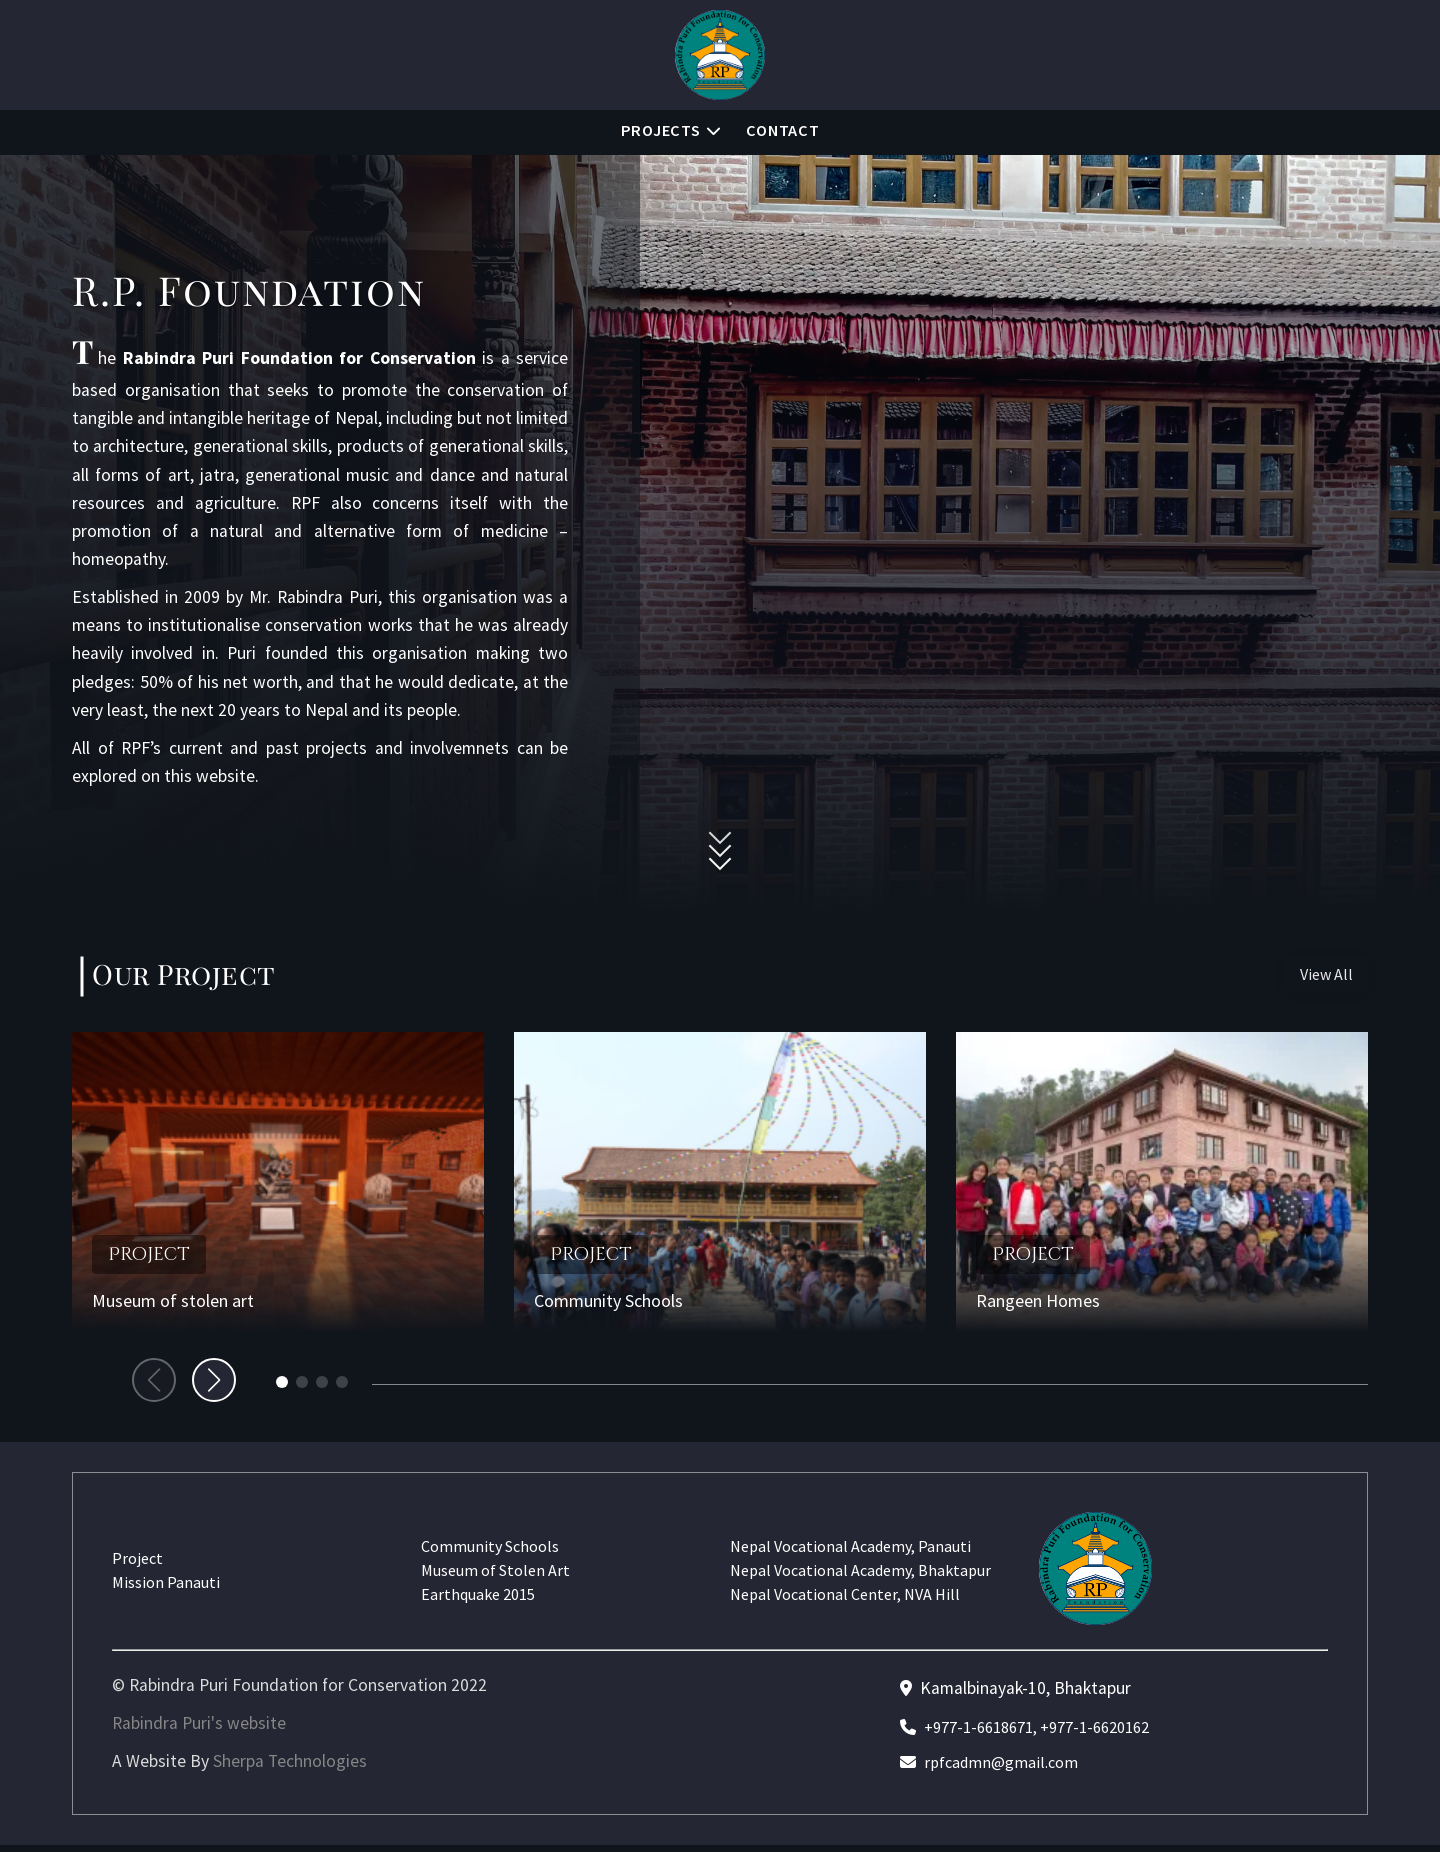 Rabindra Puri Foundation for Conservation
RP
PROJECTS
CONTACT
R.P. Foundation
The Rabindra Puri Foundation for Conservation is a service
based organisation that seeks to promote the conservation of
tangible and intangible heritage of Nepal, including but not limited
to architecture, generational skills, products of generational skills,
all forms of art, jatra, generational music and dance and natural
resources and agriculture. RPF also concerns itself with the
promotion of a natural and alternative form of medicine –
homeopathy.
Established in 2009 by Mr. Rabindra Puri, this organisation was a
means to institutionalise conservation works that he was already
heavily involved in. Puri founded this organisation making two
pledges: 50% of his net worth, and that he would dedicate, at the
very least, the next 20 years to Nepal and its people.
All of RPF’s current and past projects and involvemnets can be
explored on this website.
Our Project
View All
PROJECT
Museum of stolen art
PROJECT
Community Schools
PROJECT
Rangeen Homes
Project
Mission Panauti
Community Schools
Museum of Stolen Art
Earthquake 2015
Nepal Vocational Academy, Panauti
Nepal Vocational Academy, Bhaktapur
Nepal Vocational Center, NVA Hill
Rabindra Puri Foundation for Conservation
RP
© Rabindra Puri Foundation for Conservation 2022
Rabindra Puri's website
A Website By Sherpa Technologies
Kamalbinayak-10, Bhaktapur
+977-1-6618671, +977-1-6620162
rpfcadmn@gmail.com